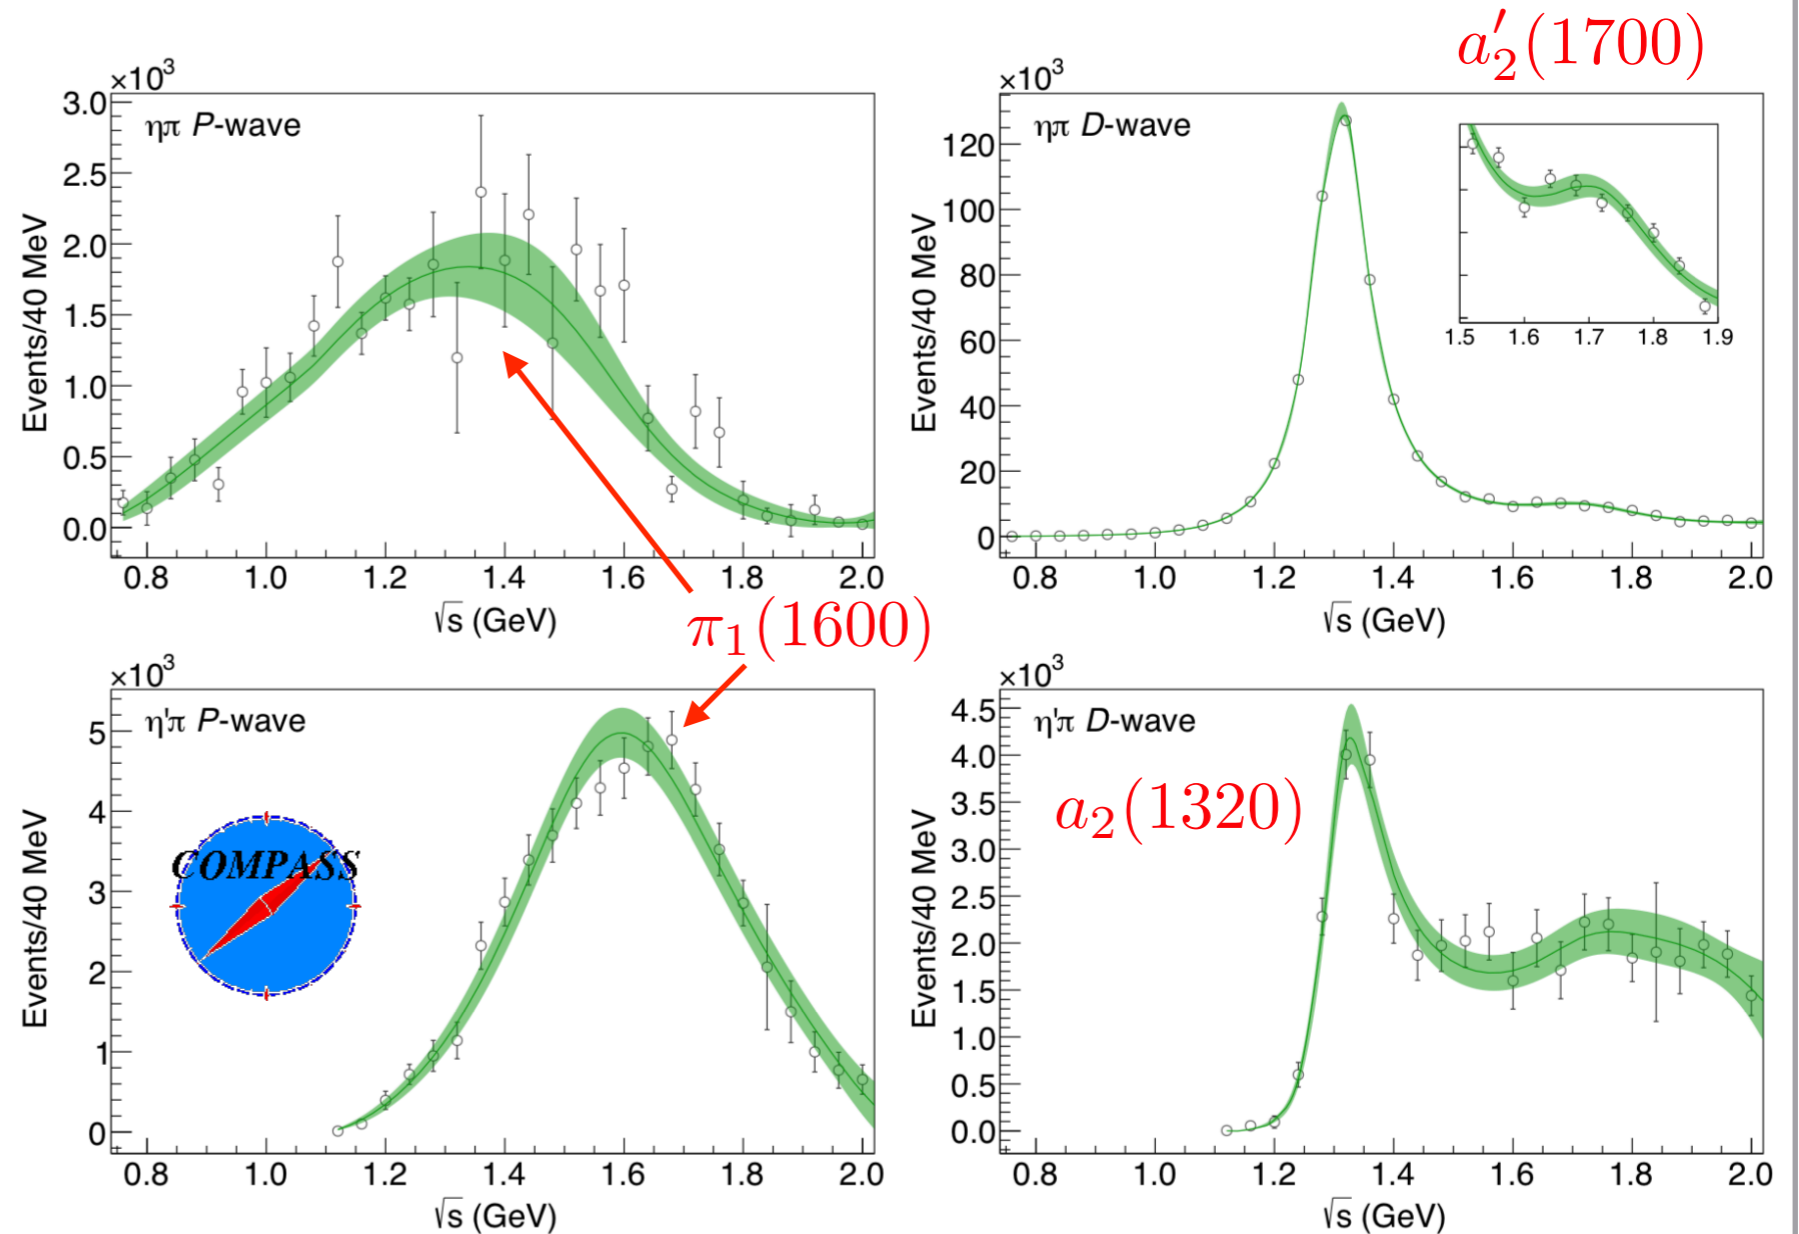 a′₂(1700)
×10³
ηπ P-wave
3.0
2.5
2.0
1.5
1.0
0.5
0.0
Events/40 MeV
0.8 1.0 1.2 1.4 1.6 1.8 2.0
√s (GeV)
×10³
ηπ D-wave
120
100
80
60
40
20
0
Events/40 MeV
1.5 1.6 1.7 1.8 1.9
0.8 1.0 1.2 1.4 1.6 1.8 2.0
√s (GeV)
π₁(1600)
×10³
η'π P-wave
5
4
3
2
1
0
Events/40 MeV
COMPASS
0.8 1.0 1.2 1.4 1.6 1.8 2.0
√s (GeV)
×10³
η'π D-wave
a₂(1320)
4.5
4.0
3.5
3.0
2.5
2.0
1.5
1.0
0.5
0.0
Events/40 MeV
0.8 1.0 1.2 1.4 1.6 1.8 2.0
√s (GeV)